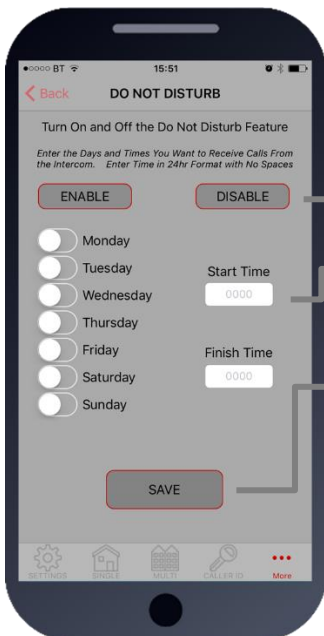 BT 15:51
Back DO NOT DISTURB
Turn On and Off the Do Not Disturb Feature
Enter the Days and Times You Want to Receive Calls From
the Intercom. Enter Time in 24hr Format with No Spaces
ENABLE DISABLE
Monday
Tuesday
Wednesday
Thursday
Friday
Saturday
Sunday
Start Time
0000
Finish Time
0000
SAVE
SETTINGS SINGLE MULTI CALLER ID More